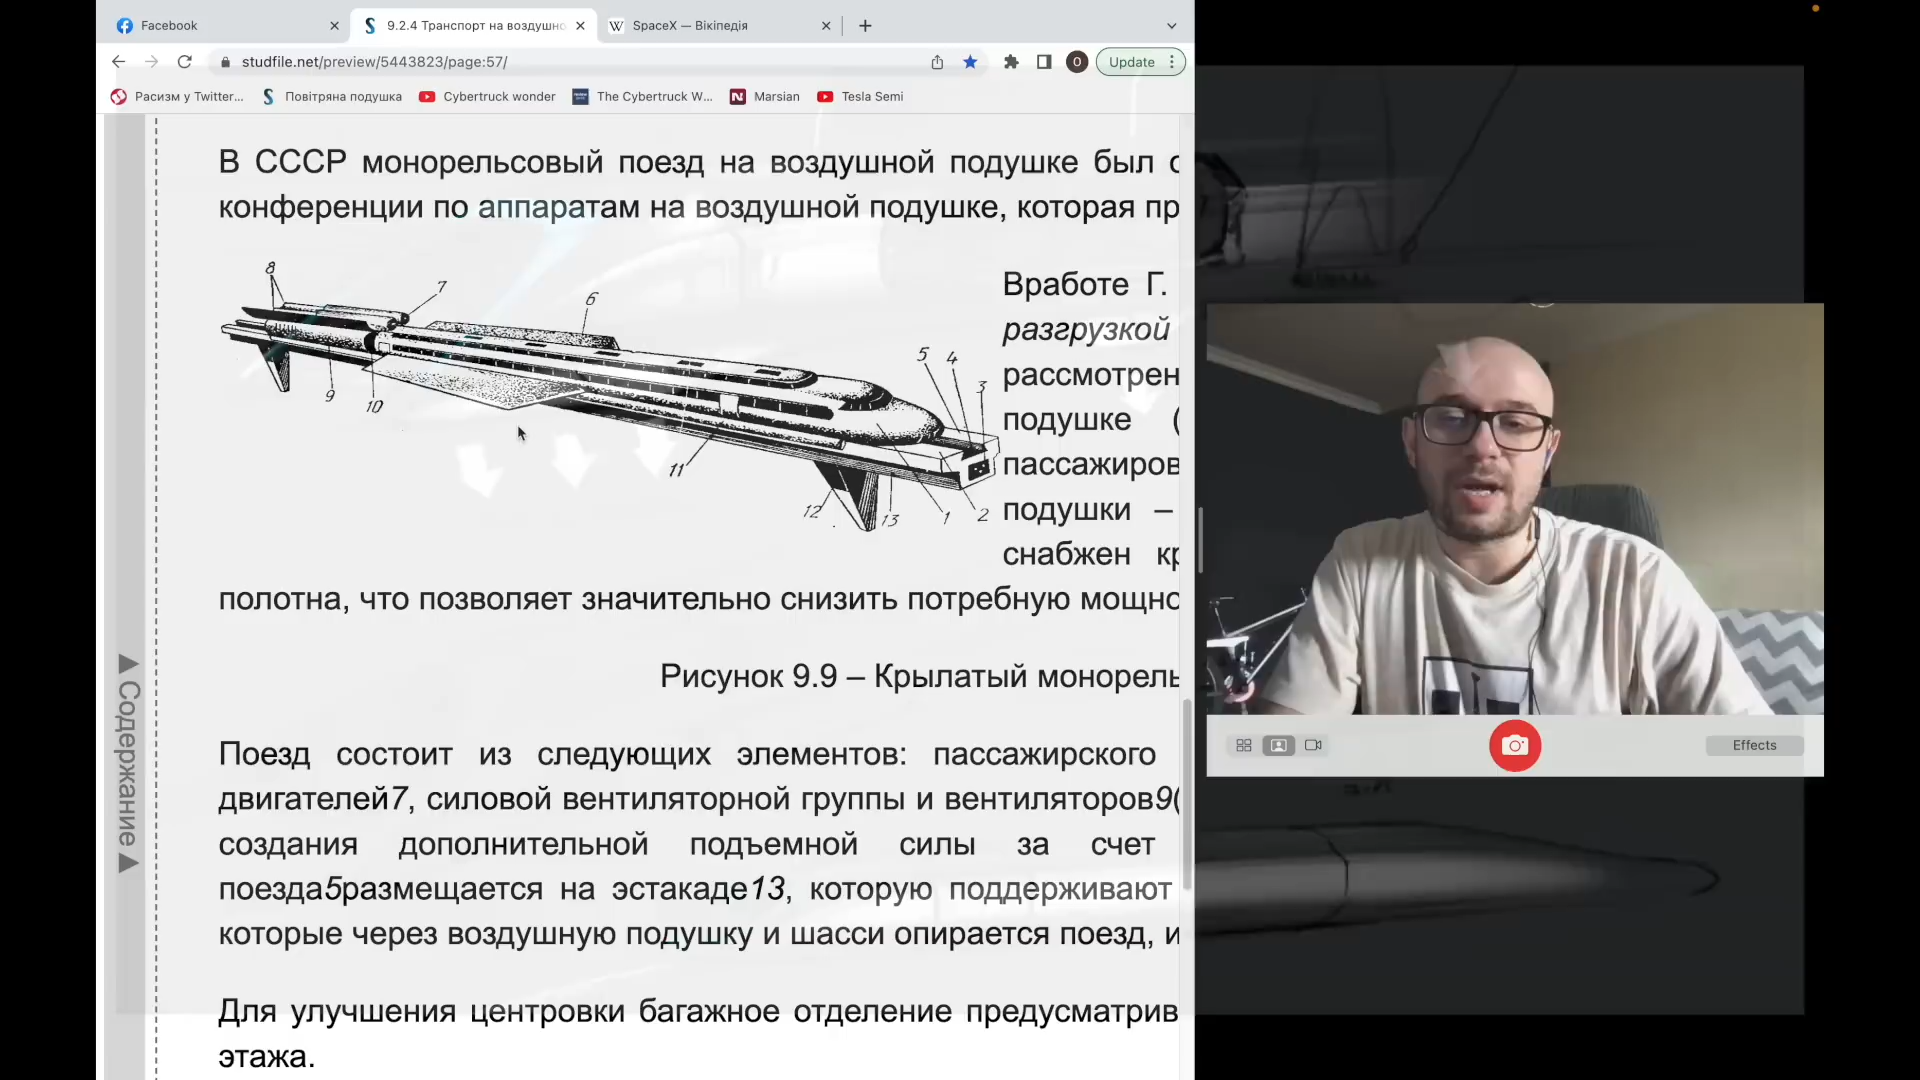 Facebook
9.2.4 Транспорт на воздушно
SpaceX — Вікіпедія
studfile.net/preview/5443823/page:57/
O
Update
Расизм у Twitter...
Повітряна подушка
Cybertruck wonder
The Cybertruck W...
Marsian
Tesla Semi
В СССР монорельсовый поезд на воздушной подушке был
конференции по аппаратам на воздушной подушке, которая пр
8
7
6
5 4
3
9
10
11
12
13
1
2
Вработе Г.
разгрузкой
рассмотрен
подушке (
пассажиров
подушки –
снабжен кр
полотна, что позволяет значительно снизить потребную мощно
Рисунок 9.9 – Крылатый монорель
Поезд состоит из следующих элементов: пассажирского
двигателей7, силовой вентиляторной группы и вентиляторов9(
создания дополнительной подъемной силы за счет
поезда5размещается на эстакаде13, которую поддерживают
которые через воздушную подушку и шасси опирается поезд, и
Для улучшения центровки багажное отделение предусматрив
этажа.
▲ Содержание ▲
Effects